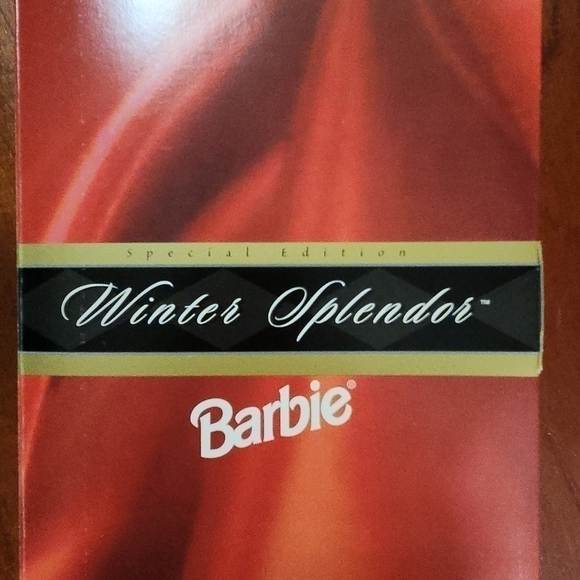 Special Edition
Winter Splendor™
Barbie®